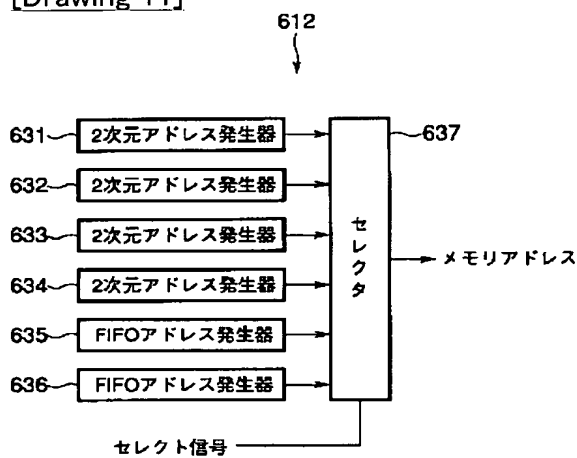 [Drawing 11]
612
631 2次元アドレス発生器
637
632 2次元アドレス発生器
633 2次元アドレス発生器
セレクタ
メモリアドレス
634 2次元アドレス発生器
635 FIFOアドレス発生器
636 FIFOアドレス発生器
セレクト信号